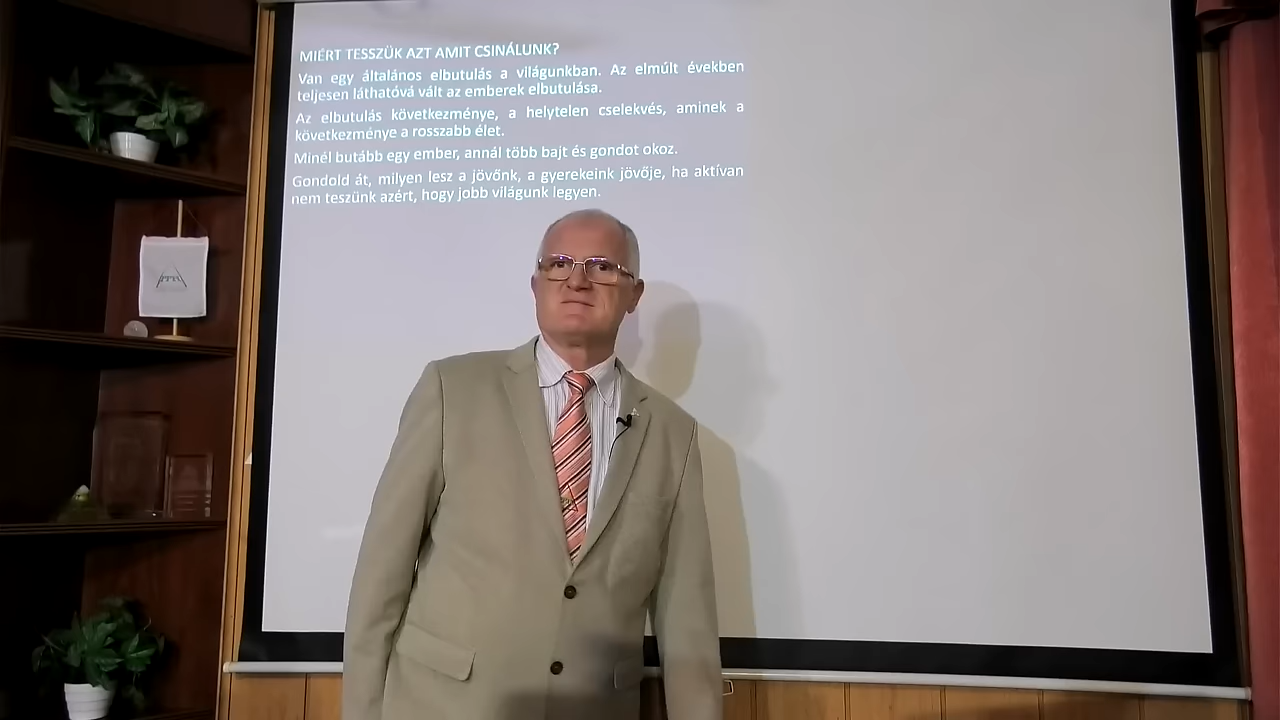 MIÉRT TESSZÜK AZT AMIT CSINÁLUNK?
Van egy általános elbutulás a világunkban. Az elmúlt években
teljesen láthatóvá vált az emberek elbutulása.
Az elbutulás következménye, a helytelen cselekvés, aminek a
következménye a rosszabb élet.
Minél butább egy ember, annál több bajt és gondot okoz.
Gondold át, milyen lesz a jövőnk, a gyerekeink jövője, ha aktívan
nem teszünk azért, hogy jobb világunk legyen.